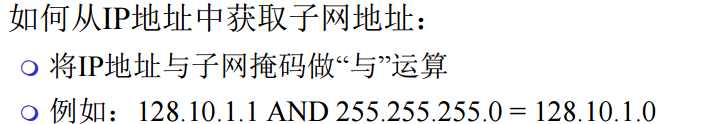 如何从IP地址中获取子网地址：
将IP地址与子网掩码做“与”运算
例如：128.10.1.1 AND 255.255.255.0 = 128.10.1.0